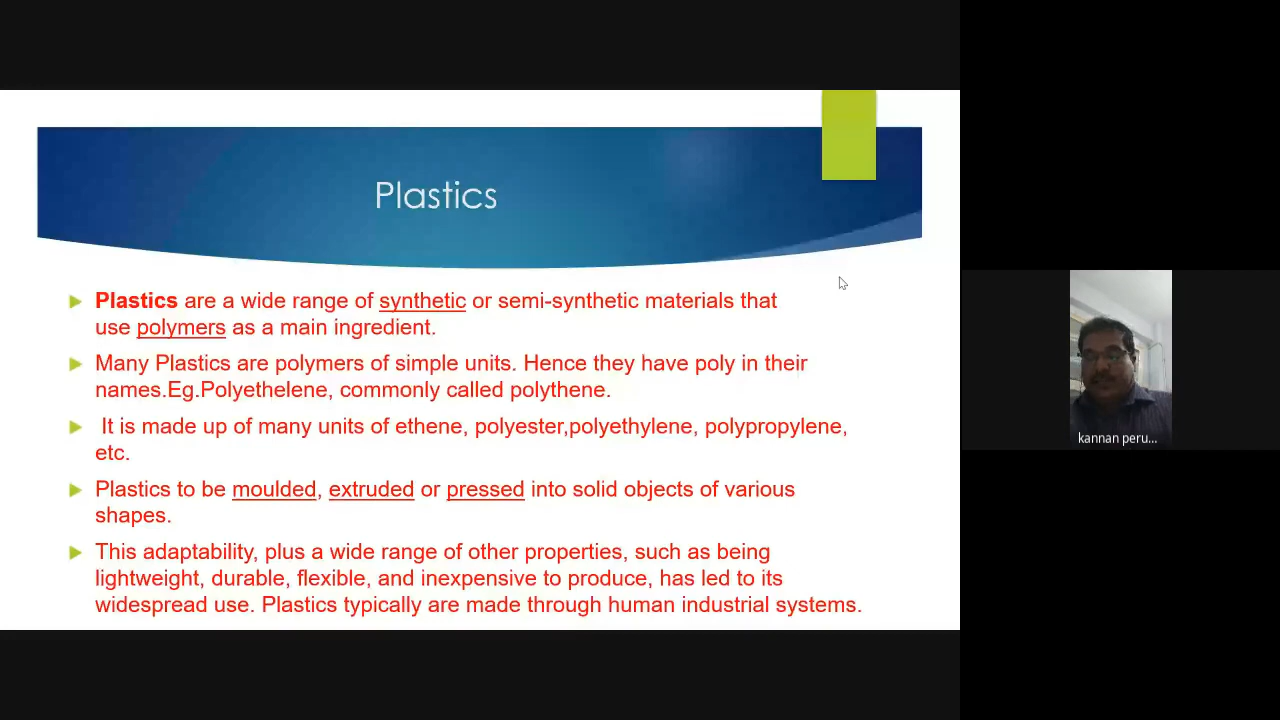 Plastics
Plastics are a wide range of synthetic or semi-synthetic materials that
use polymers as a main ingredient.
Many Plastics are polymers of simple units. Hence they have poly in their
names.Eg.Polyethelene, commonly called polythene.
It is made up of many units of ethene, polyester,polyethylene, polypropylene,
etc.
Plastics to be moulded, extruded or pressed into solid objects of various
shapes.
This adaptability, plus a wide range of other properties, such as being
lightweight, durable, flexible, and inexpensive to produce, has led to its
widespread use. Plastics typically are made through human industrial systems.
kannan peru...